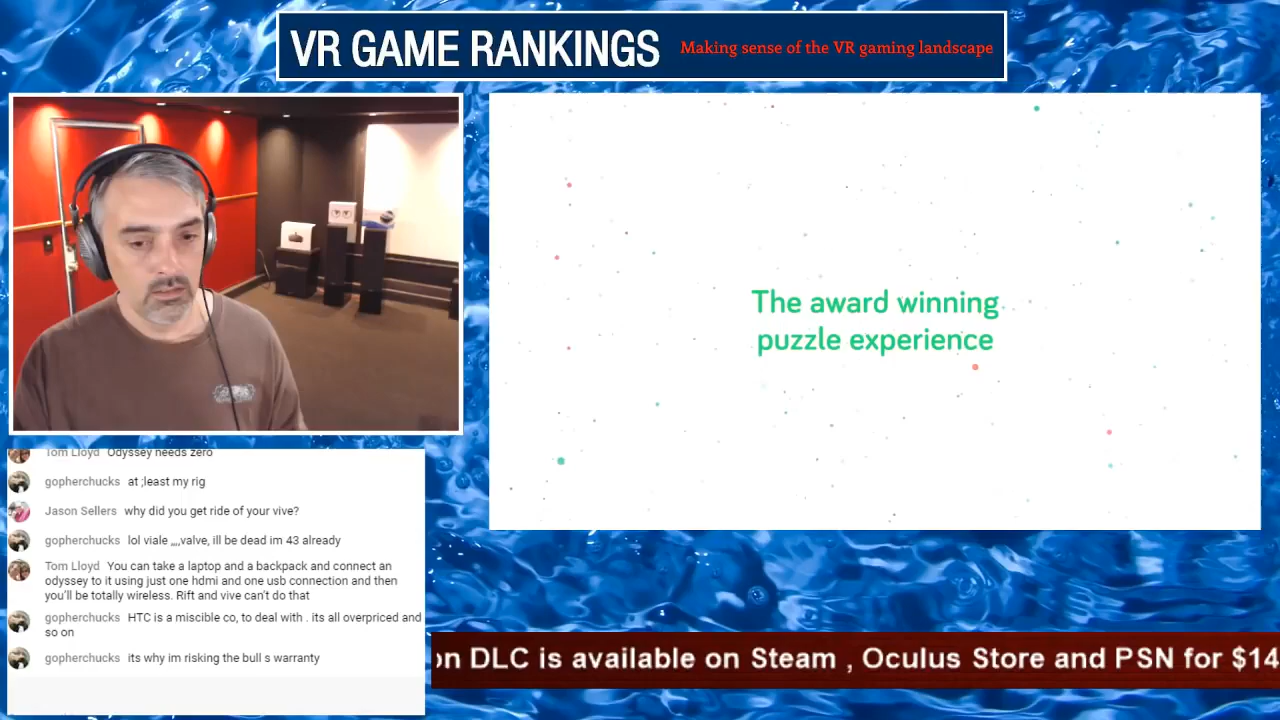 VR GAME RANKINGS Making sense of the VR gaming landscape
The award winning
puzzle experience
Tom Lloyd Odyssey needs zero
gopherchucks at ;least my rig
Jason Sellers why did you get ride of your vive?
gopherchucks lol viale ,,,,valve, ill be dead im 43 already
Tom Lloyd You can take a laptop and a backpack and connect an
odyssey to it using just one hdmi and one usb connection and then
you'll be totally wireless. Rift and vive can't do that
gopherchucks HTC is a miscible co, to deal with . its all overpriced and
so on
gopherchucks its why im risking the bull s warranty
on DLC is available on Steam , Oculus Store and PSN for $14